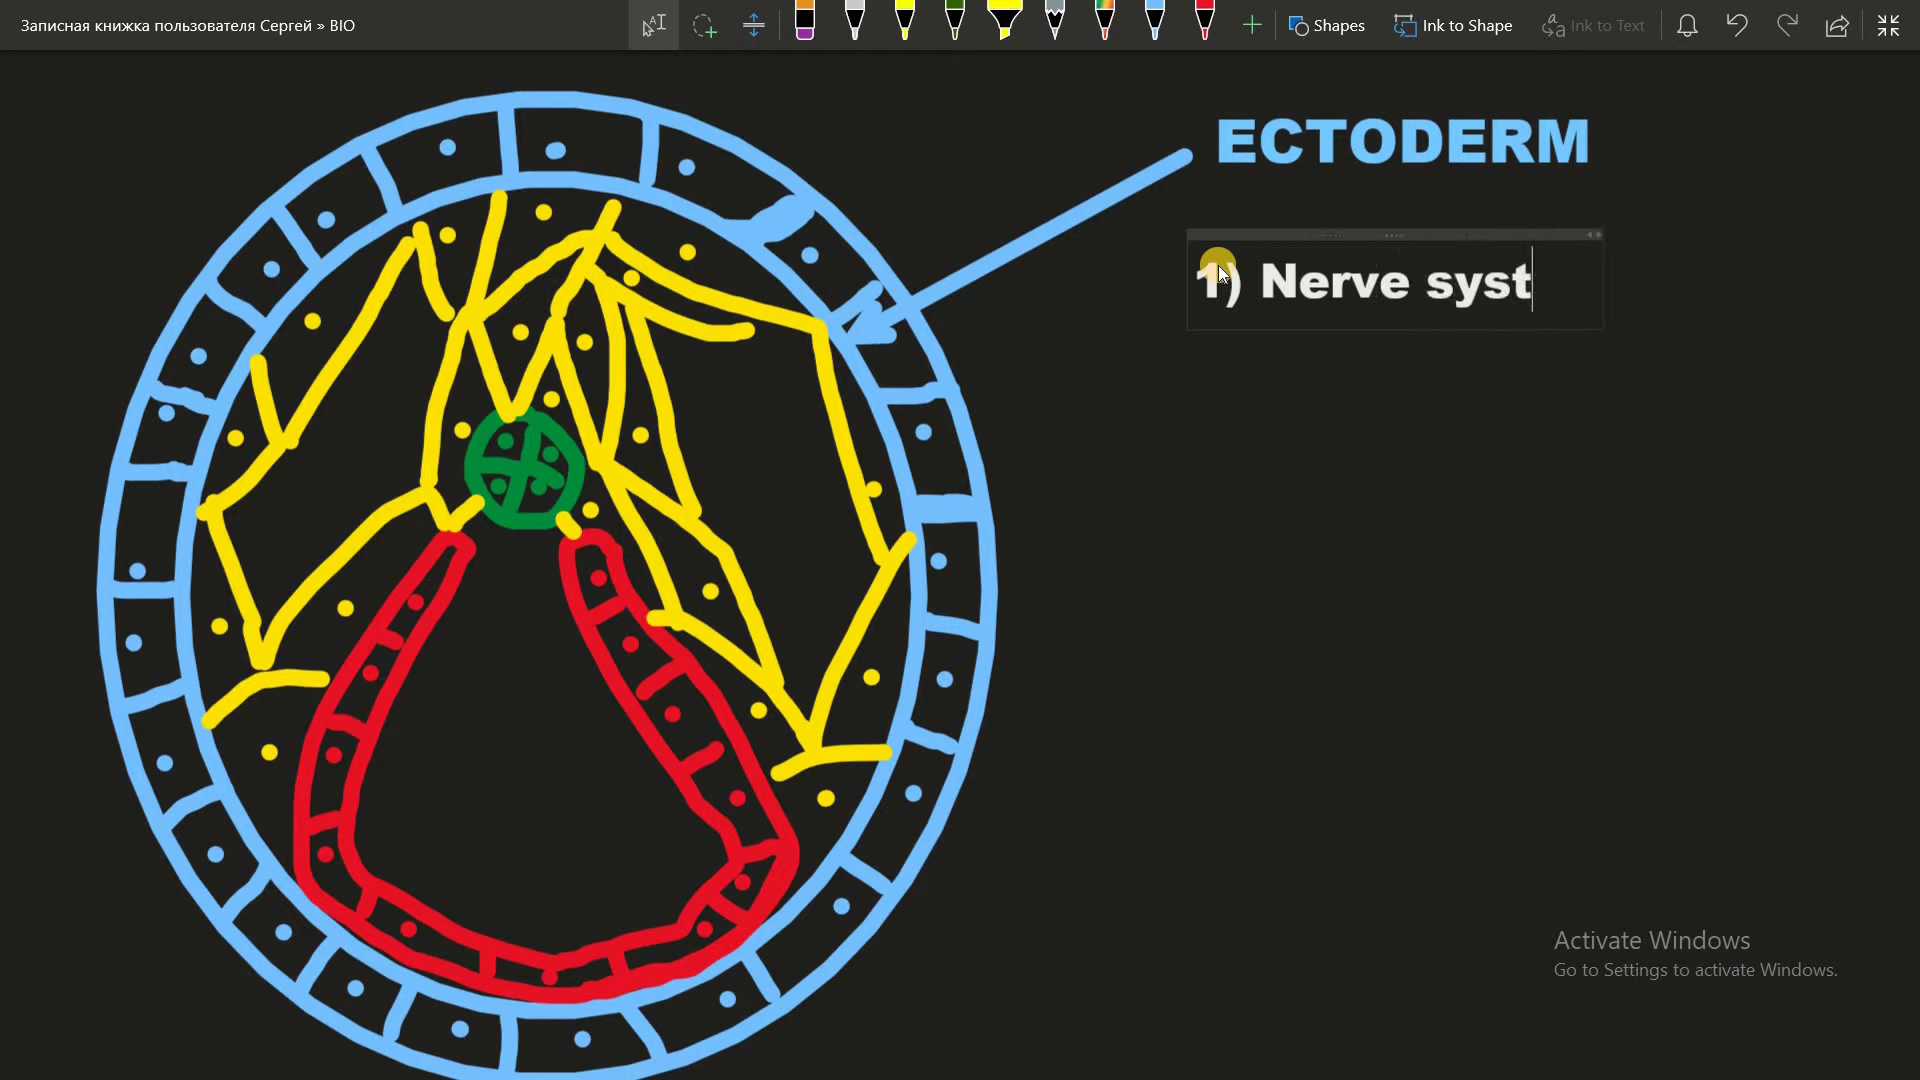 Записная книжка пользователя Сергей » BIO
Shapes
Ink to Shape
Ink to Text
ECTODERM
1) Nerve syst
Activate Windows
Go to Settings to activate Windows.